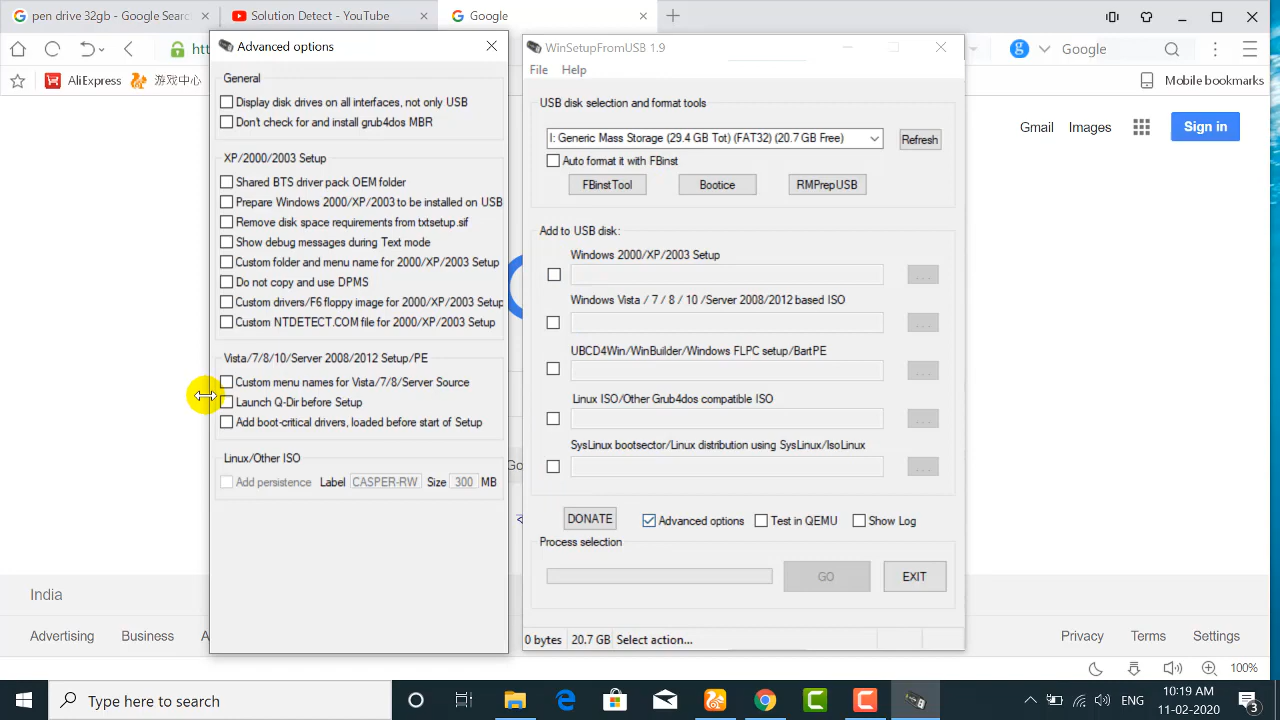 pen drive 32gb - Google Sear
Solution Detect - YouTube
Google
htt
Google
AliExpress
游戏中心
Mobile bookmarks
Gmail
Images
Sign in
Advanced options
General
Display disk drives on all interfaces, not only USB
Don't check for and install grub4dos MBR
XP/2000/2003 Setup
Shared BTS driver pack OEM folder
Prepare Windows 2000/XP/2003 to be installed on USB
Remove disk space requirements from txtsetup.sif
Show debug messages during Text mode
Custom folder and menu name for 2000/XP/2003 Setup
Do not copy and use DPMS
Custom drivers/F6 floppy image for 2000/XP/2003 Setup
Custom NTDETECT.COM file for 2000/XP/2003 Setup
Vista/7/8/10/Server 2008/2012 Setup/PE
Custom menu names for Vista/7/8/Server Source
Launch Q-Dir before Setup
Add boot-critical drivers, loaded before start of Setup
Linux/Other ISO
Add persistence Label CASPER-RW Size 300 MB
WinSetupFromUSB 1.9
File Help
USB disk selection and format tools
I: Generic Mass Storage (29.4 GB Tot) (FAT32) (20.7 GB Free)
Refresh
Auto format it with FBinst
FBinstTool
Bootice
RMPrepUSB
Add to USB disk:
Windows 2000/XP/2003 Setup
...
Windows Vista / 7 / 8 / 10 /Server 2008/2012 based ISO
...
UBCD4Win/WinBuilder/Windows FLPC setup/BartPE
...
Linux ISO/Other Grub4dos compatible ISO
...
SysLinux bootsector/Linux distribution using SysLinux/IsoLinux
...
DONATE
Advanced options
Test in QEMU
Show Log
Process selection
GO
EXIT
0 bytes 20.7 GB Select action...
Go
India
Advertising
Business
A
Privacy
Terms
Settings
100%
Type here to search
ENG
10:19 AM
11-02-2020
3